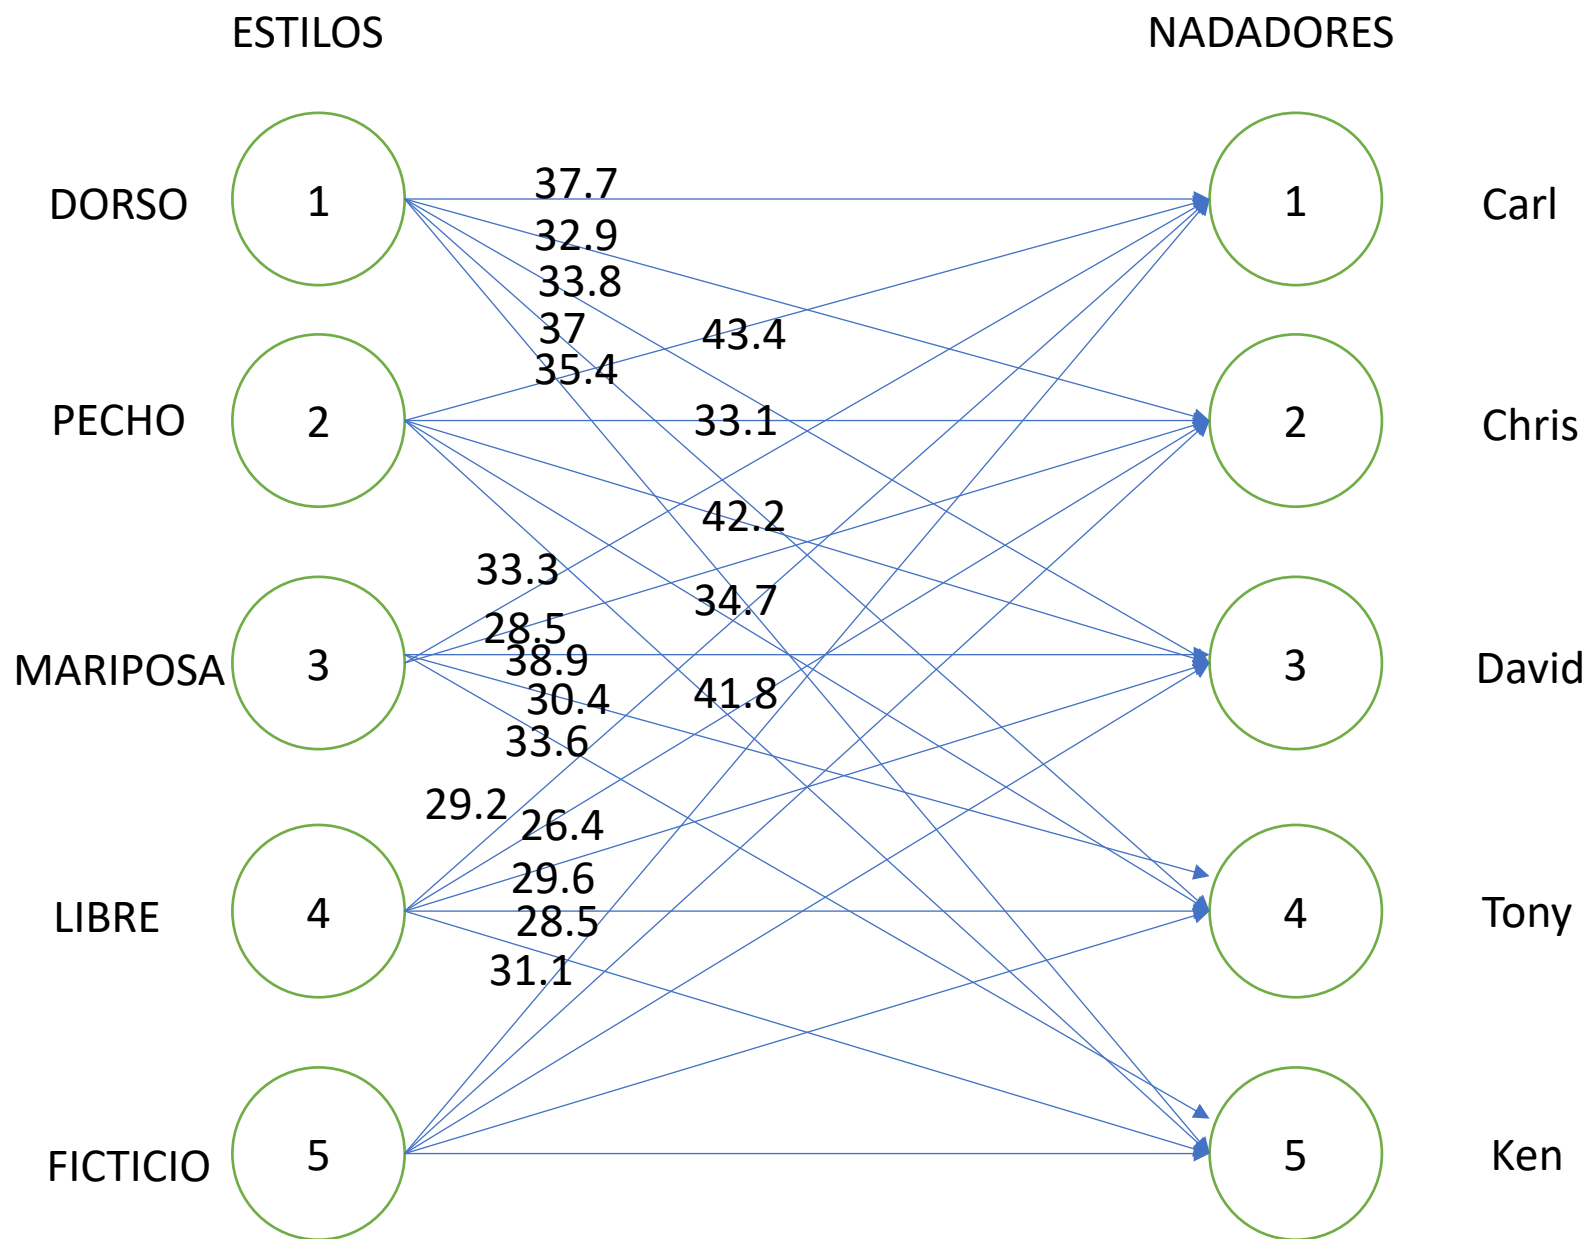 ESTILOS
NADADORES
DORSO
1
37.7
32.9
33.8
37
35.4
1
Carl
PECHO
2
43.4
33.1
42.2
34.7
41.8
2
Chris
MARIPOSA
3
33.3
28.5
38.9
30.4
33.6
3
David
LIBRE
4
29.2
26.4
29.6
28.5
31.1
4
Tony
FICTICIO
5
5
Ken